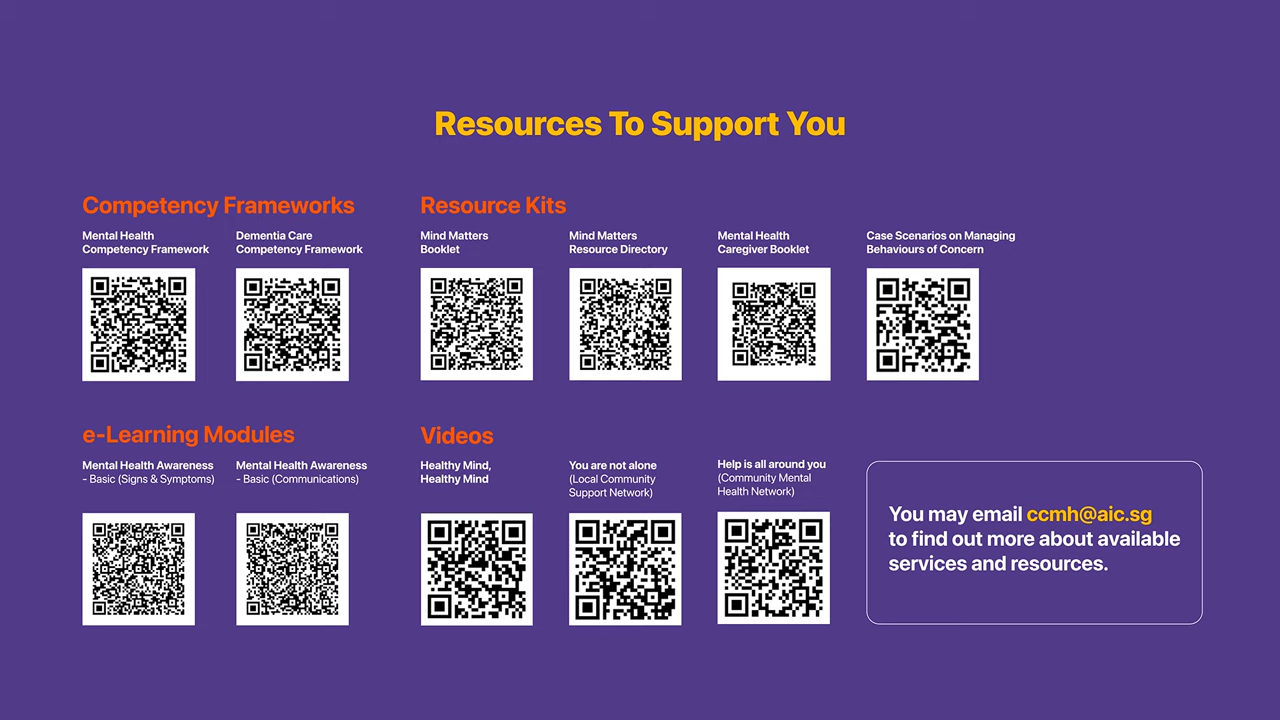 Resources To Support You
Competency Frameworks
Mental Health
Competency Framework
Dementia Care
Competency Framework
Resource Kits
Mind Matters
Booklet
Mind Matters
Resource Directory
Mental Health
Caregiver Booklet
Case Scenarios on Managing
Behaviours of Concern
e-Learning Modules
Mental Health Awareness
- Basic (Signs & Symptoms)
Mental Health Awareness
- Basic (Communications)
Videos
Healthy Mind,
Healthy Mind
You are not alone
(Local Community
Support Network)
Help is all around you
(Community Mental
Health Network)
You may email ccmh@aic.sg
to find out more about available
services and resources.